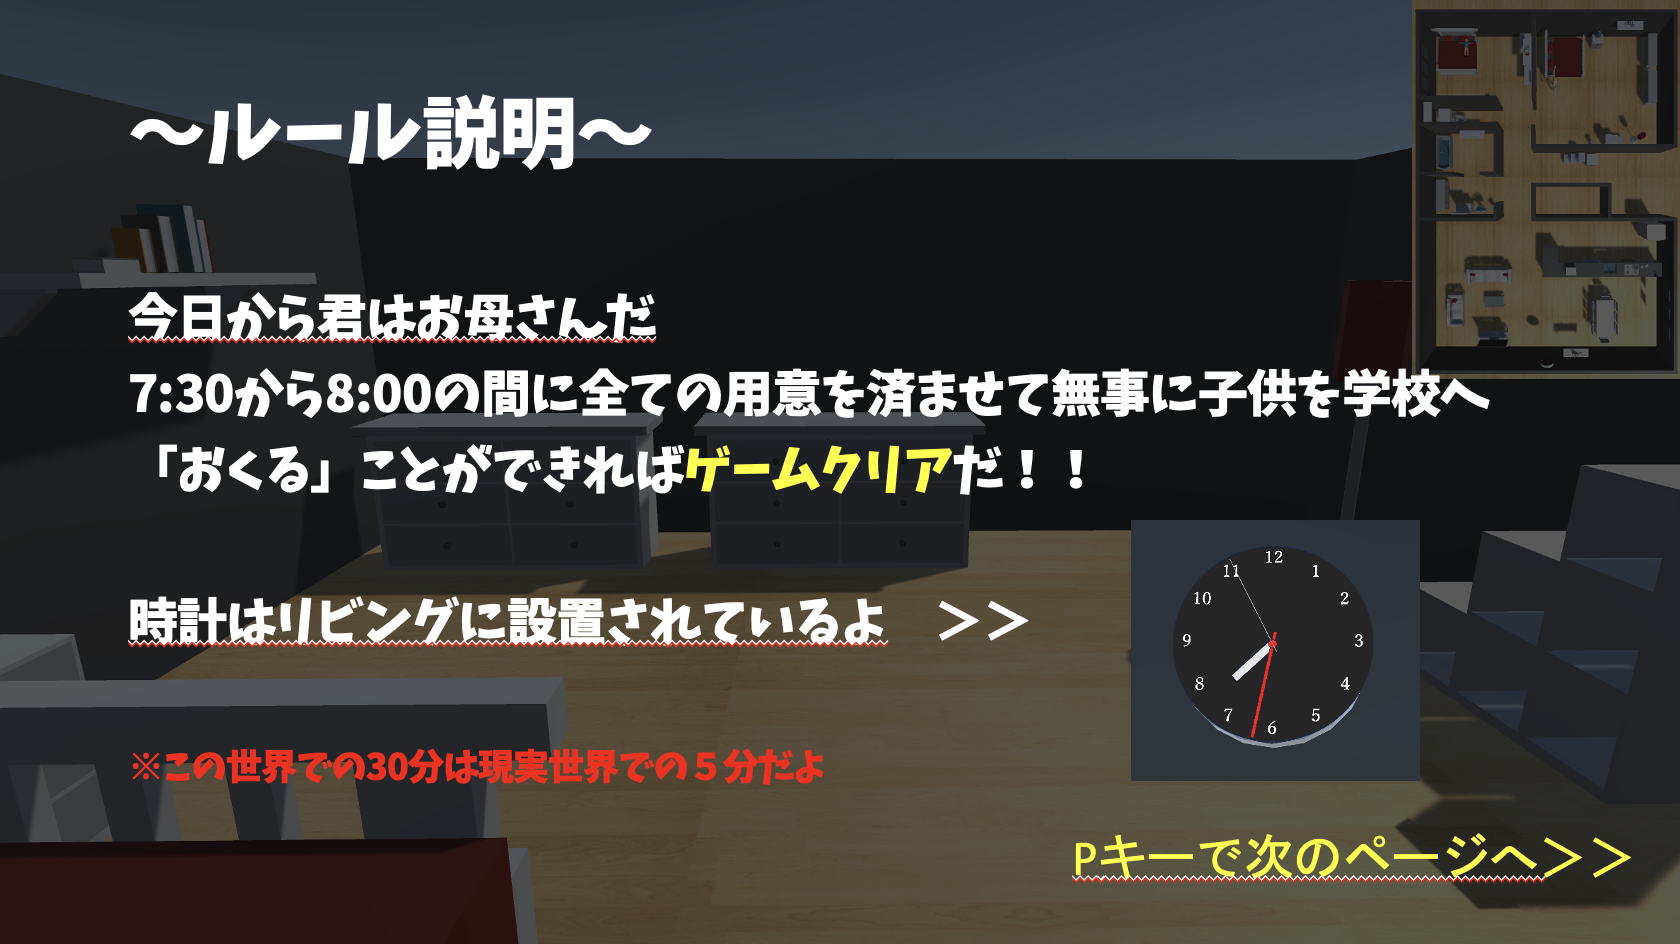 ～ルール説明～
今日から君はお母さんだ
7:30から8:00の間に全ての用意を済ませて無事に子供を学校へ
「おくる」ことができればゲームクリアだ！！
時計はリビングに設置されているよ　＞＞
12
11 1
10 2
9 3
8 4
7 5
6
※この世界での30分は現実世界での５分だよ
Pキーで次のページへ＞＞